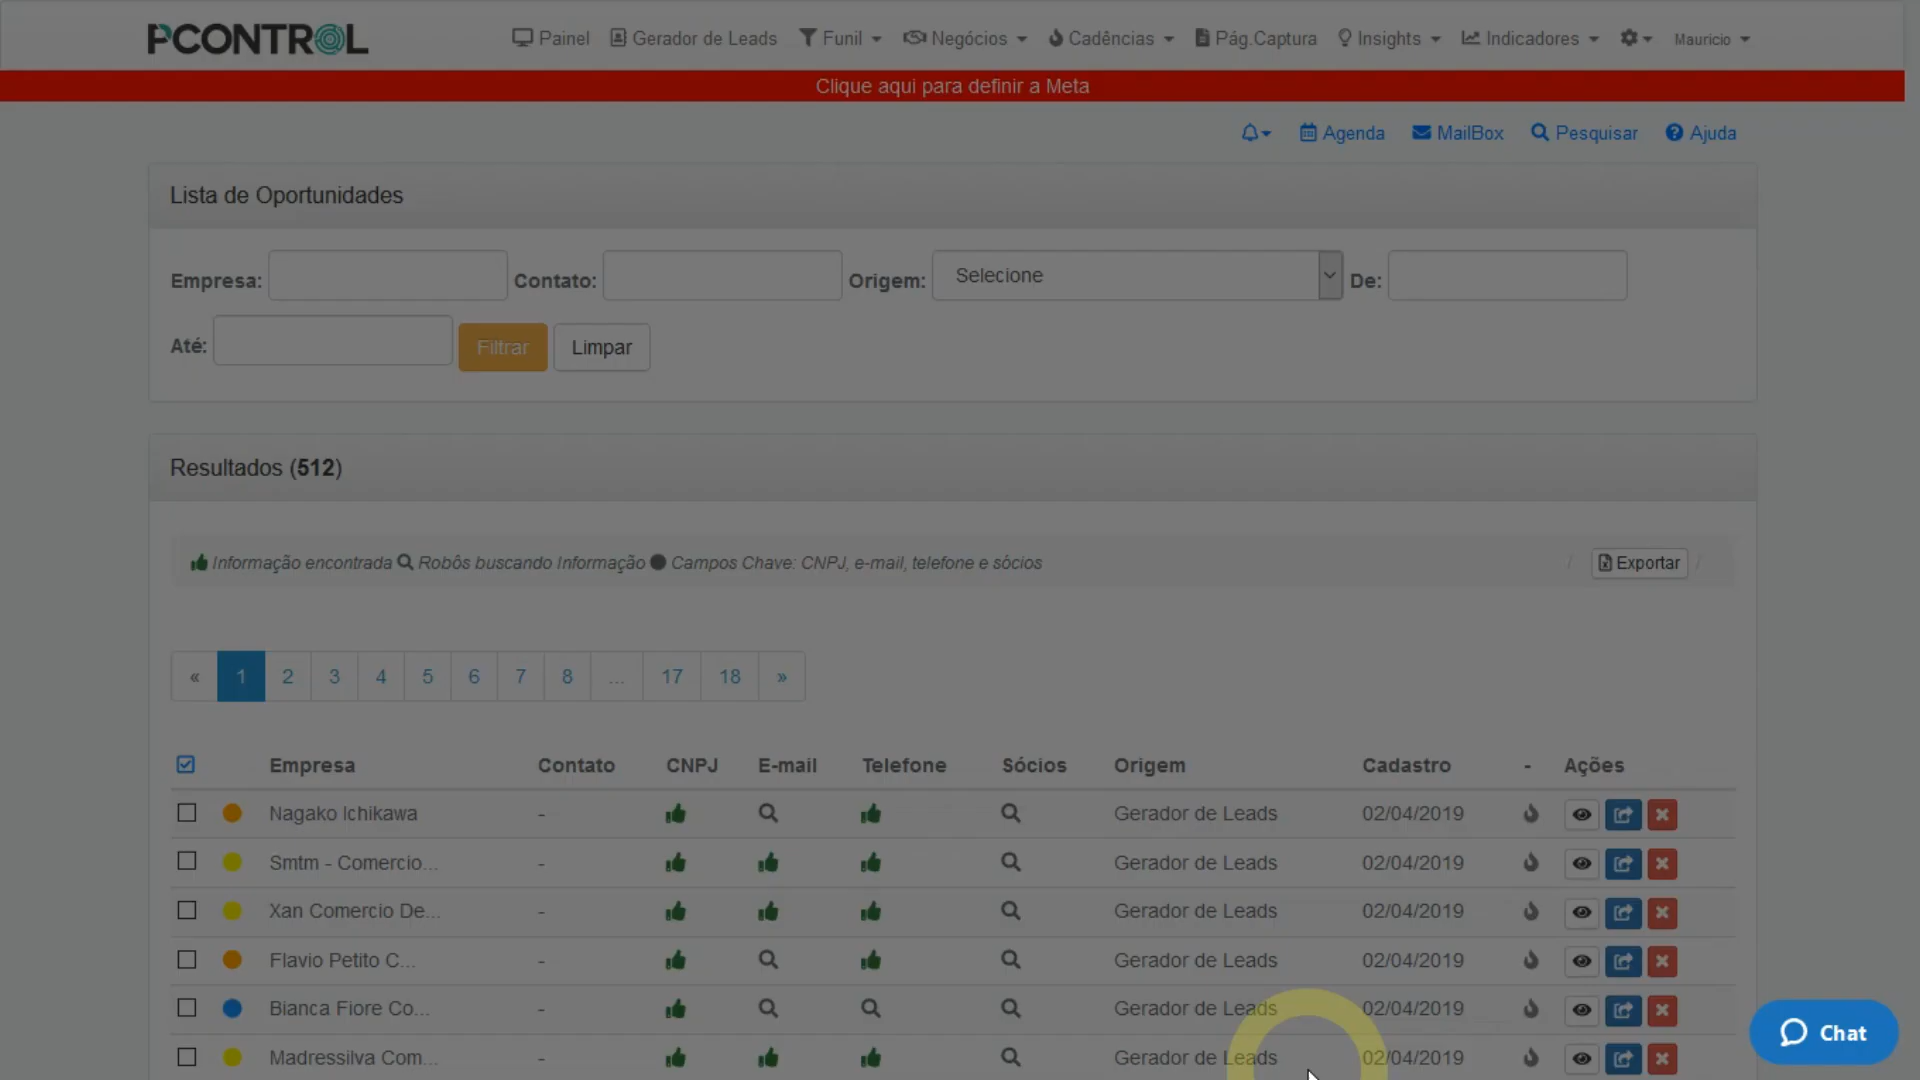 PCONTROL Painel Gerador de Leads Funil Negócios Cadências Pág.Captura Insights Indicadores Mauricio
Clique aqui para definir a Meta
Agenda MailBox Pesquisar Ajuda
Lista de Oportunidades
Empresa: Contato: Origem: Selecione De:
Até: Filtrar Limpar
Resultados (512)
Informação encontrada Robôs buscando Informação Campos Chave: CNPJ, e-mail, telefone e sócios / Exportar /
« 1 2 3 4 5 6 7 8 ... 17 18 »
Empresa Contato CNPJ E-mail Telefone Sócios Origem Cadastro - Ações
Nagako Ichikawa - Gerador de Leads 02/04/2019
Smtm - Comercio... - Gerador de Leads 02/04/2019
Xan Comercio De... - Gerador de Leads 02/04/2019
Flavio Petito C... - Gerador de Leads 02/04/2019
Bianca Fiore Co... - Gerador de Leads 02/04/2019
Madressilva Com... - Gerador de Leads 02/04/2019
Chat